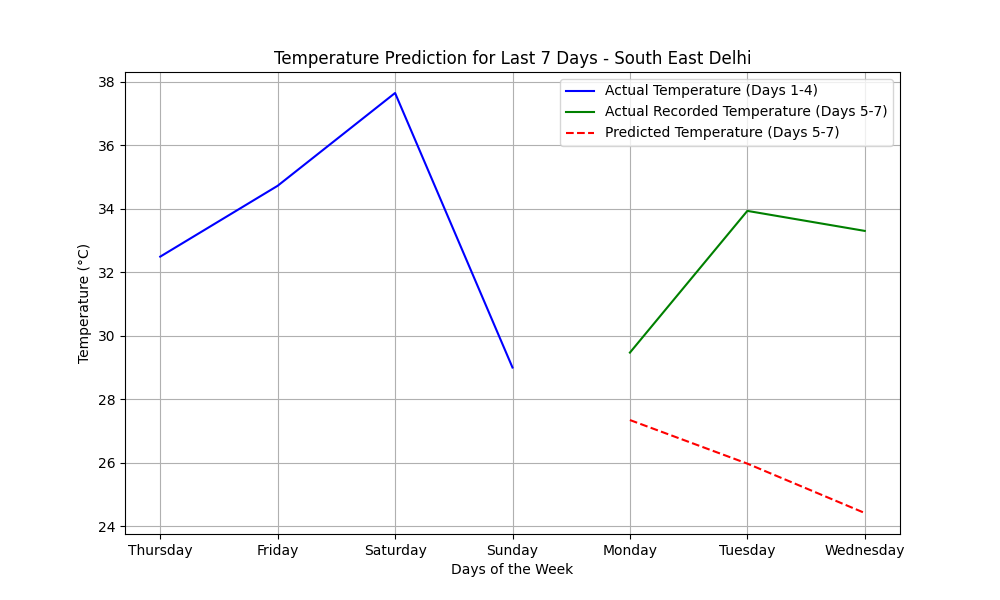 Temperature Prediction for Last 7 Days - South East Delhi
Actual Temperature (Days 1-4)
Actual Recorded Temperature (Days 5-7)
Predicted Temperature (Days 5-7)
Temperature (°C)
38
36
34
32
30
28
26
24
Thursday Friday Saturday Sunday Monday Tuesday Wednesday
Days of the Week